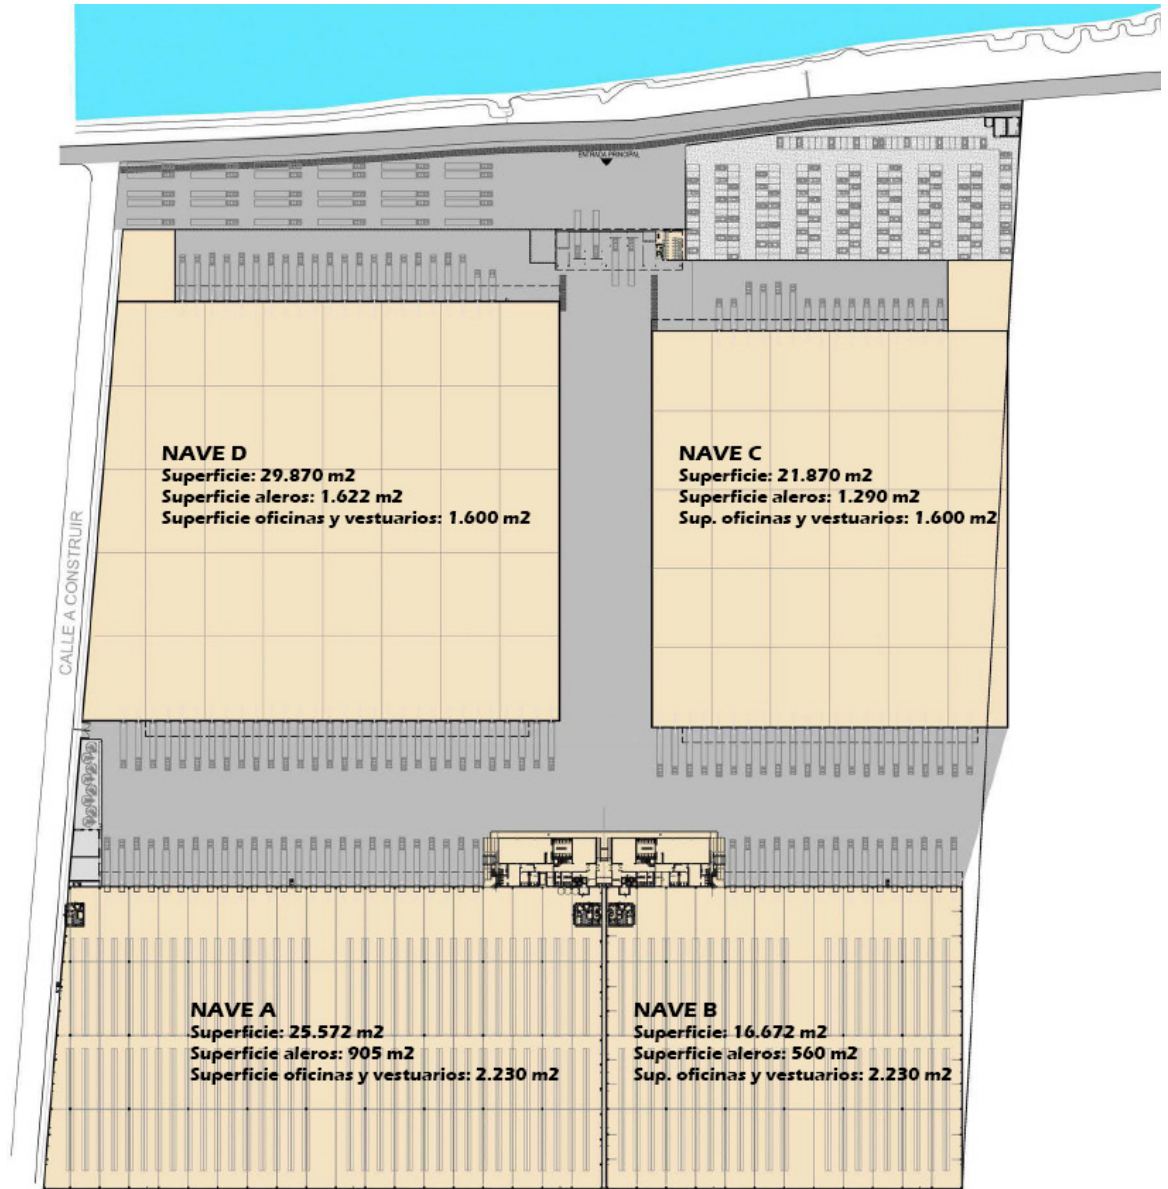 ENTRADA PRINCIPAL
NAVE D
Superficie: 29.870 m2
Superficie aleros: 1.622 m2
Superficie oficinas y vestuarios: 1.600 m2
NAVE C
Superficie: 21.870 m2
Superficie aleros: 1.290 m2
Sup. oficinas y vestuarios: 1.600 m2
CALLE A CONSTRUIR
NAVE A
Superficie: 25.572 m2
Superficie aleros: 905 m2
Superficie oficinas y vestuarios: 2.230 m2
NAVE B
Superficie: 16.672 m2
Superficie aleros: 560 m2
Sup. oficinas y vestuarios: 2.230 m2